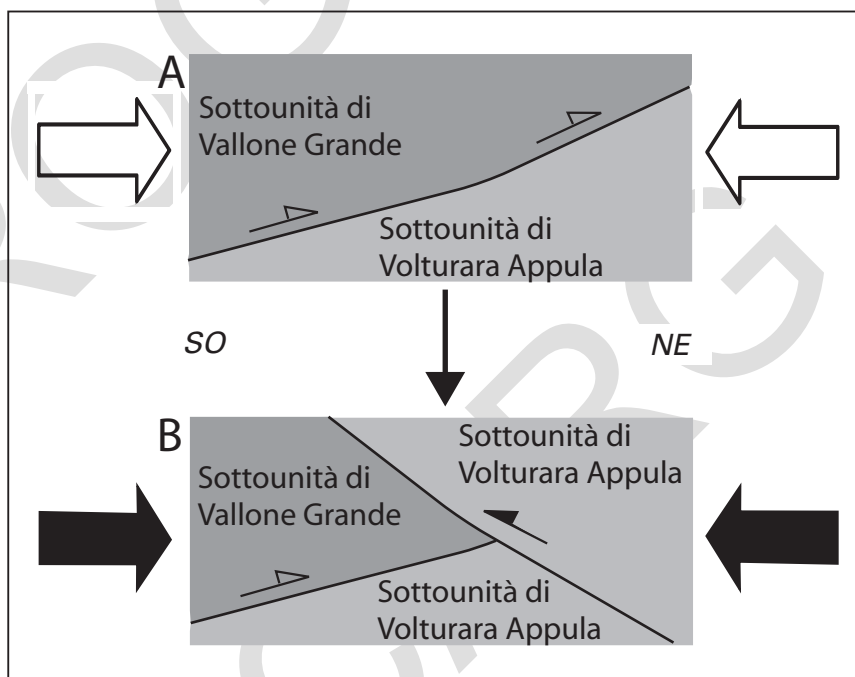 A
Sottounità di
Vallone Grande
Sottounità di
Volturara Appula
SO
NE
B
Sottounità di
Volturara Appula
Sottounità di
Vallone Grande
Sottounità di
Volturara Appula